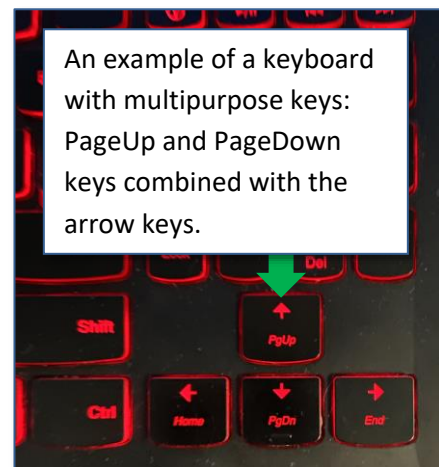 An example of a keyboard
with multipurpose keys:
PageUp and PageDown
keys combined with the
arrow keys.
Del
Shift
↑
PgUp
Ctrl
← ↓ →
Home PgDn End